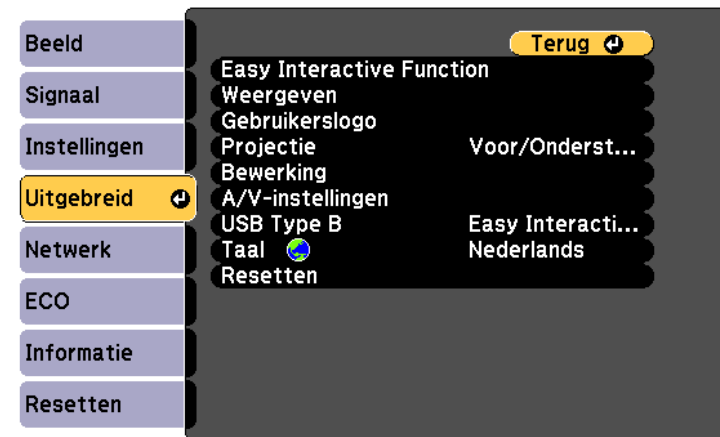 Beeld
Signaal
Instellingen
Uitgebreid
Netwerk
ECO
Informatie
Resetten
Terug
Easy Interactive Function
Weergeven
Gebruikerslogo
Projectie Voor/Onderst...
Bewerking
A/V-instellingen
USB Type B Easy Interacti...
Taal Nederlands
Resetten